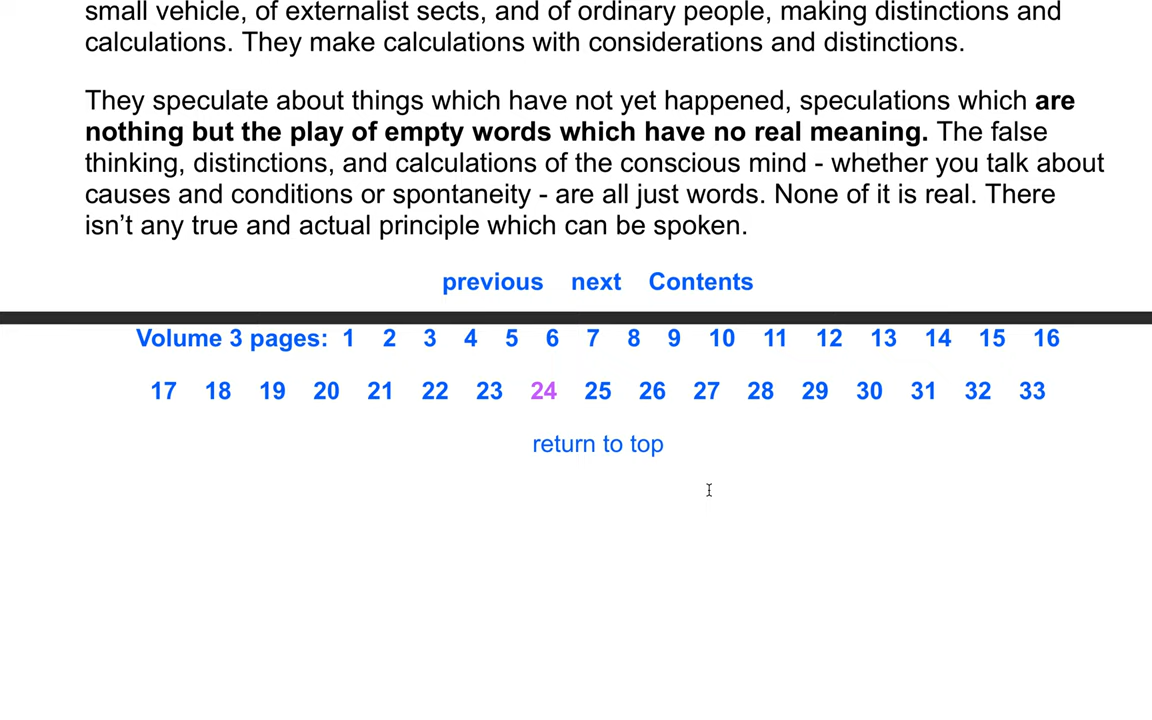 small vehicle, of externalist sects, and of ordinary people, making distinctions and
calculations. They make calculations with considerations and distinctions.
They speculate about things which have not yet happened, speculations which are
nothing but the play of empty words which have no real meaning. The false
thinking, distinctions, and calculations of the conscious mind - whether you talk about
causes and conditions or spontaneity - are all just words. None of it is real. There
isn’t any true and actual principle which can be spoken.
previous next Contents
Volume 3 pages: 1 2 3 4 5 6 7 8 9 10 11 12 13 14 15 16
17 18 19 20 21 22 23 24 25 26 27 28 29 30 31 32 33
return to top